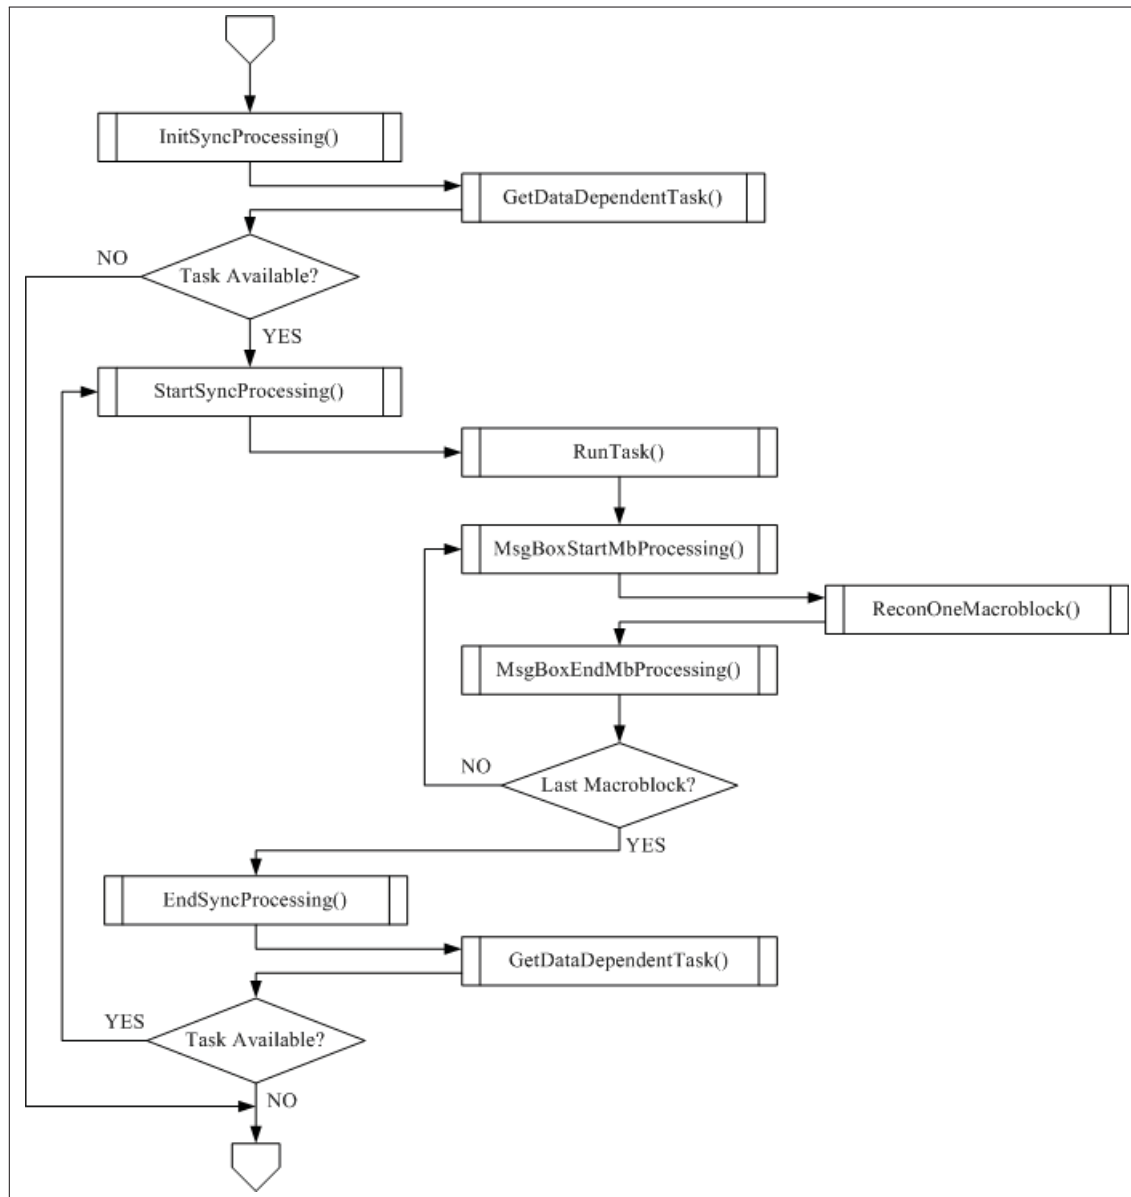 InitSyncProcessing()
GetDataDependentTask()
NO
Task Available?
YES
StartSyncProcessing()
RunTask()
MsgBoxStartMbProcessing()
ReconOneMacroblock()
MsgBoxEndMbProcessing()
NO
Last Macroblock?
YES
EndSyncProcessing()
GetDataDependentTask()
YES
Task Available?
NO